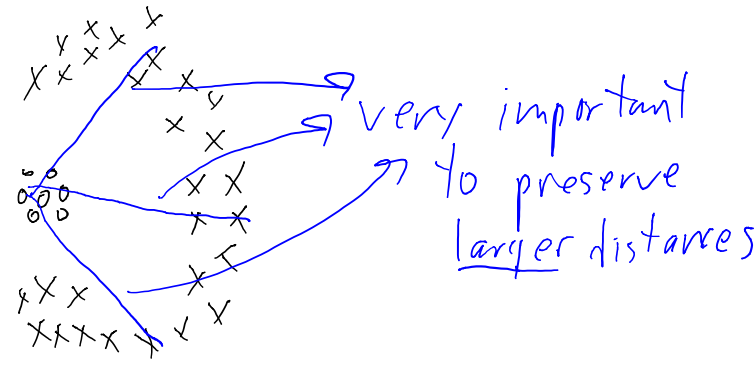 very important
to preserve
larger distances